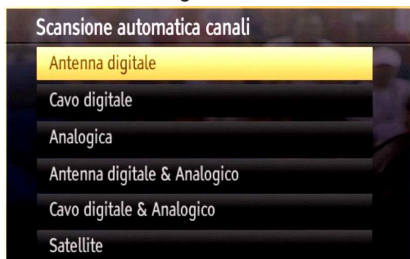 Scansione automatica canali
Antenna digitale
Cavo digitale
Analogica
Antenna digitale & Analogico
Cavo digitale & Analogico
Satellite